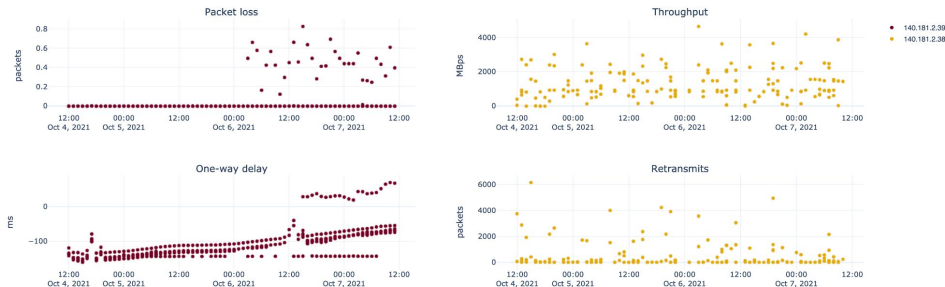 Packet loss
packets
0.8
0.6
0.4
0.2
0
12:00 00:00 12:00 00:00 12:00 00:00 12:00
Oct 4, 2021 Oct 5, 2021 Oct 6, 2021 Oct 7, 2021
Throughput
MBps
4000
2000
0
12:00 00:00 12:00 00:00 12:00 00:00 12:00
Oct 4, 2021 Oct 5, 2021 Oct 6, 2021 Oct 7, 2021
140.181.2.39
140.181.2.38
One-way delay
ms
0
−100
12:00 00:00 12:00 00:00 12:00 00:00 12:00
Oct 4, 2021 Oct 5, 2021 Oct 6, 2021 Oct 7, 2021
Retransmits
packets
6000
4000
2000
0
12:00 00:00 12:00 00:00 12:00 00:00 12:00
Oct 4, 2021 Oct 5, 2021 Oct 6, 2021 Oct 7, 2021